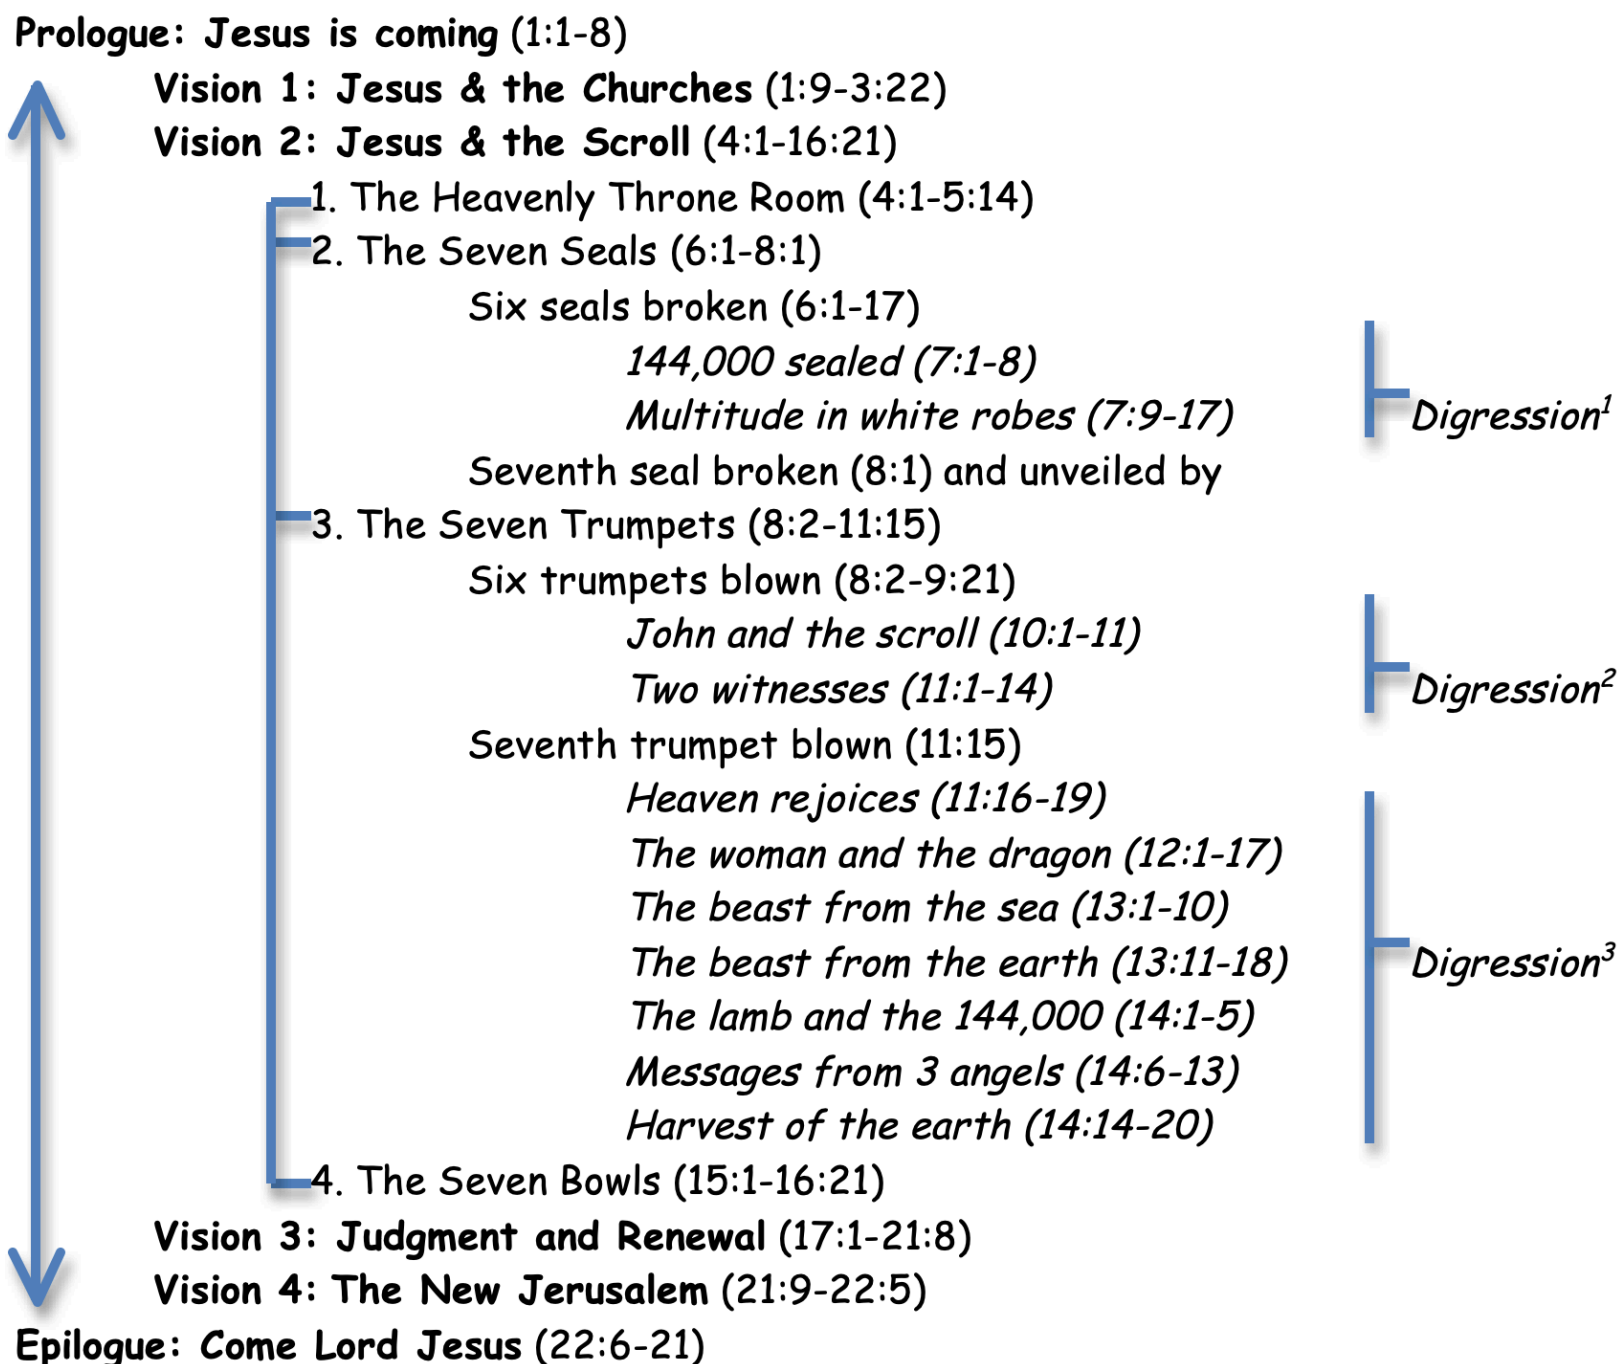 Prologue: Jesus is coming (1:1-8)
Vision 1: Jesus & the Churches (1:9-3:22)
Vision 2: Jesus & the Scroll (4:1-16:21)
1. The Heavenly Throne Room (4:1-5:14)
2. The Seven Seals (6:1-8:1)
Six seals broken (6:1-17)
144,000 sealed (7:1-8)
Multitude in white robes (7:9-17)
Digression¹
Seventh seal broken (8:1) and unveiled by
3. The Seven Trumpets (8:2-11:15)
Six trumpets blown (8:2-9:21)
John and the scroll (10:1-11)
Two witnesses (11:1-14)
Digression²
Seventh trumpet blown (11:15)
Heaven rejoices (11:16-19)
The woman and the dragon (12:1-17)
The beast from the sea (13:1-10)
The beast from the earth (13:11-18)
Digression³
The lamb and the 144,000 (14:1-5)
Messages from 3 angels (14:6-13)
Harvest of the earth (14:14-20)
4. The Seven Bowls (15:1-16:21)
Vision 3: Judgment and Renewal (17:1-21:8)
Vision 4: The New Jerusalem (21:9-22:5)
Epilogue: Come Lord Jesus (22:6-21)